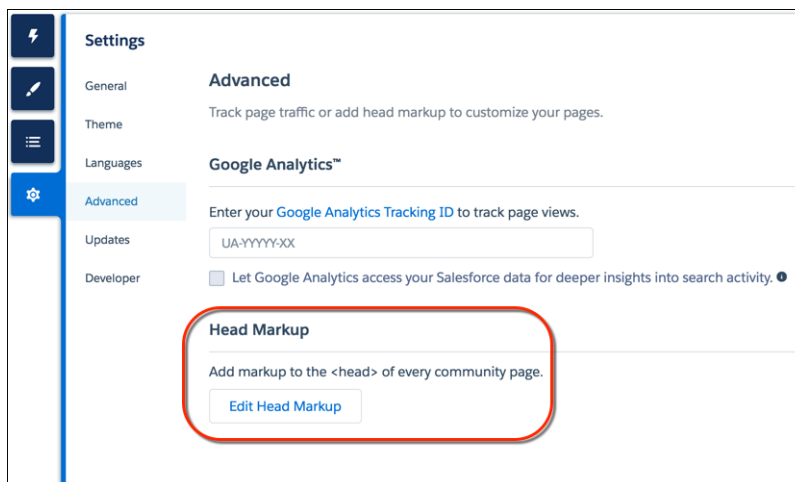 Settings
General
Theme
Languages
Advanced
Updates
Developer
Advanced
Track page traffic or add head markup to customize your pages.
Google Analytics™
Enter your Google Analytics Tracking ID to track page views.
UA-YYYYY-XX
Let Google Analytics access your Salesforce data for deeper insights into search activity.
Head Markup
Add markup to the <head> of every community page.
Edit Head Markup